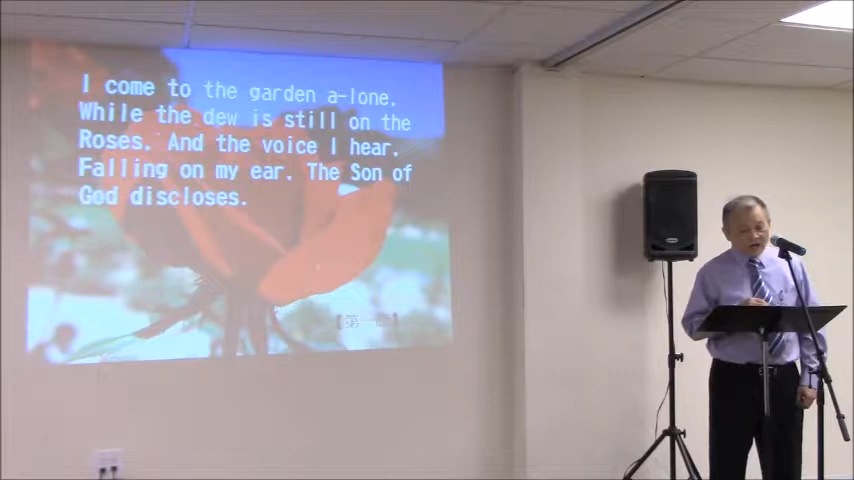 I come to the garden a-lone.
While the dew is still on the
Roses. And the voice I hear.
Falling on my ear. The Son of
God discloses.